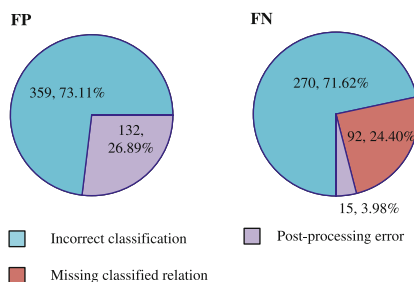 FP
FN
359, 73.11%
132,
26.89%
270, 71.62%
92, 24.40%
15, 3.98%
Incorrect classification
Post-processing error
Missing classified relation